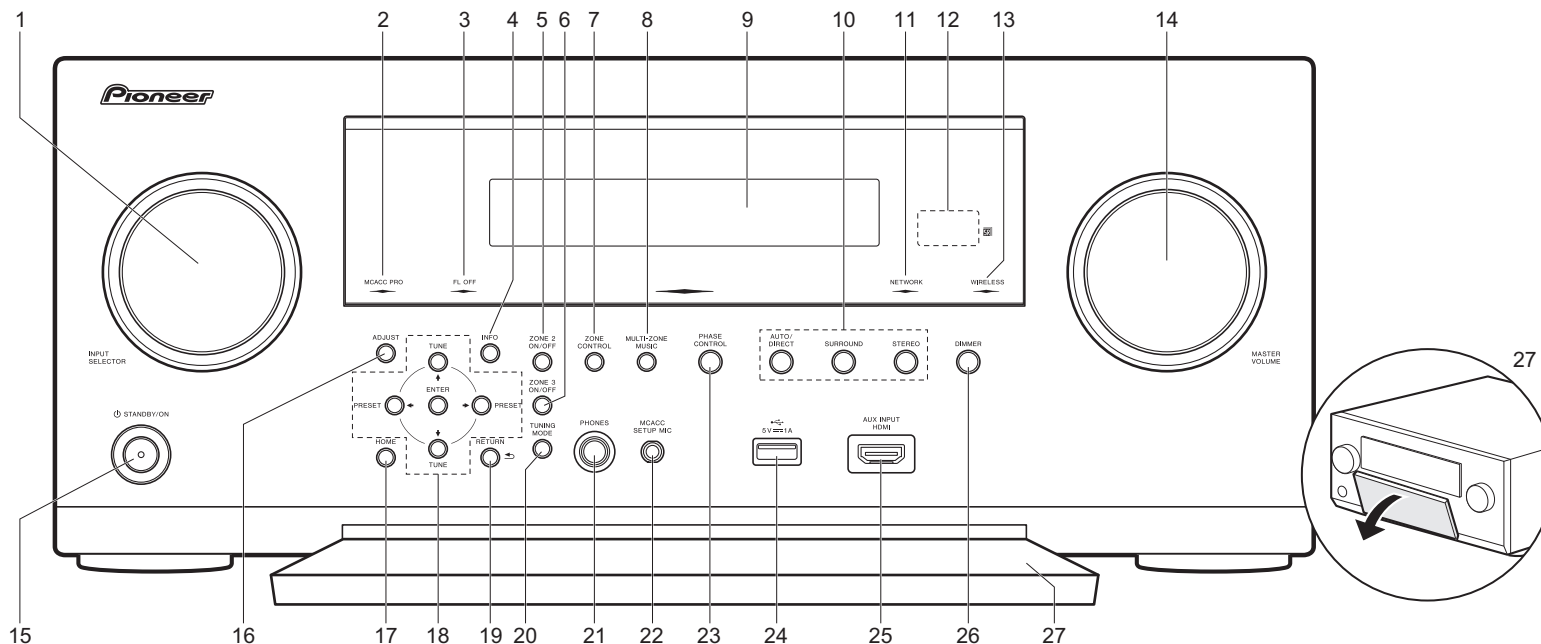 1 2 3 4 5 6 7 8 9 10 11 12 13 14
Pioneer
MCACC PRO
FL OFF
NETWORK
WIRELESS
INPUT
SELECTOR
ADJUST
TUNE
INFO
ZONE 2
ON/OFF
ZONE
CONTROL
MULTI-ZONE
MUSIC
PHASE
CONTROL
AUTO/
DIRECT
SURROUND
STEREO
DIMMER
MASTER
VOLUME
27
PRESET
ENTER
PRESET
ZONE 3
ON/OFF
STANDBY/ON
HOME
TUNE
RETURN
TUNING
MODE
PHONES
MCACC
SETUP MIC
5V 1A
AUX INPUT
HDMI
15 16 17 18 19 20 21 22 23 24 25 26 27